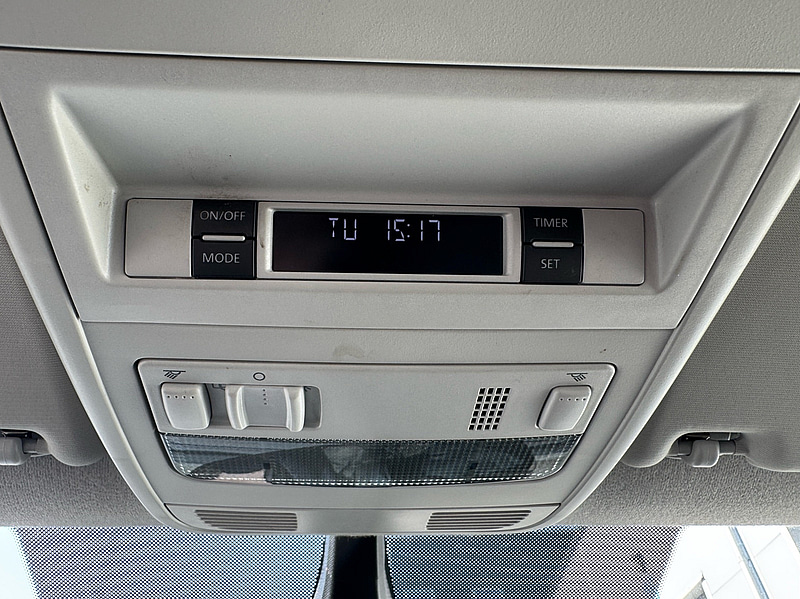 ON/OFF
MODE
TU 15:17
TIMER
SET